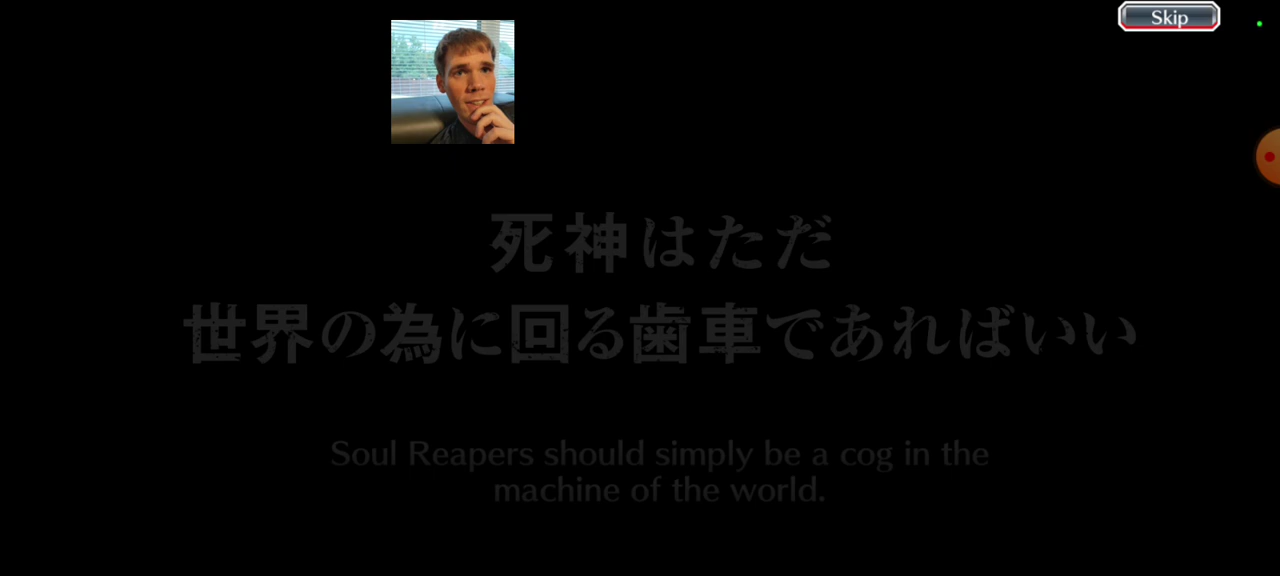 Skip
死神はただ
世界の為に回る歯車であればいい
Soul Reapers should simply be a cog in the
machine of the world.